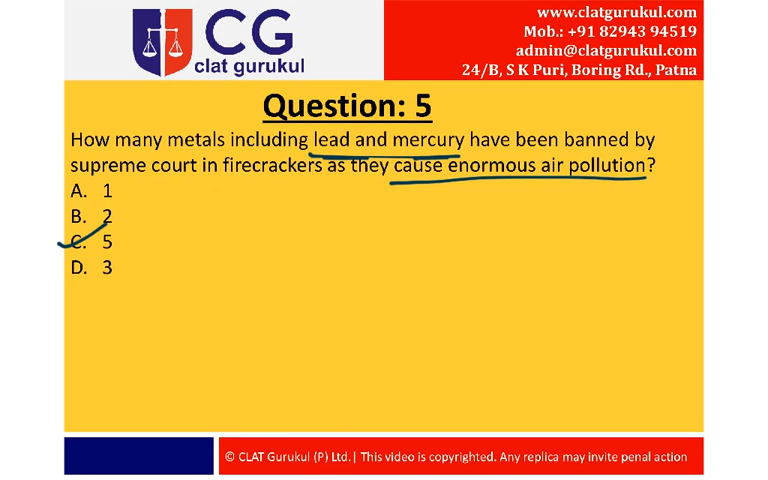 CG
clat gurukul
www.clatgurukul.com
Mob.: +91 82943 94519
admin@clatgurukul.com
24/B, S K Puri, Boring Rd., Patna
Question: 5
How many metals including lead and mercury have been banned by
supreme court in firecrackers as they cause enormous air pollution?
A. 1
B. 2
C. 5
D. 3
© CLAT Gurukul (P) Ltd.| This video is copyrighted. Any replica may invite penal action